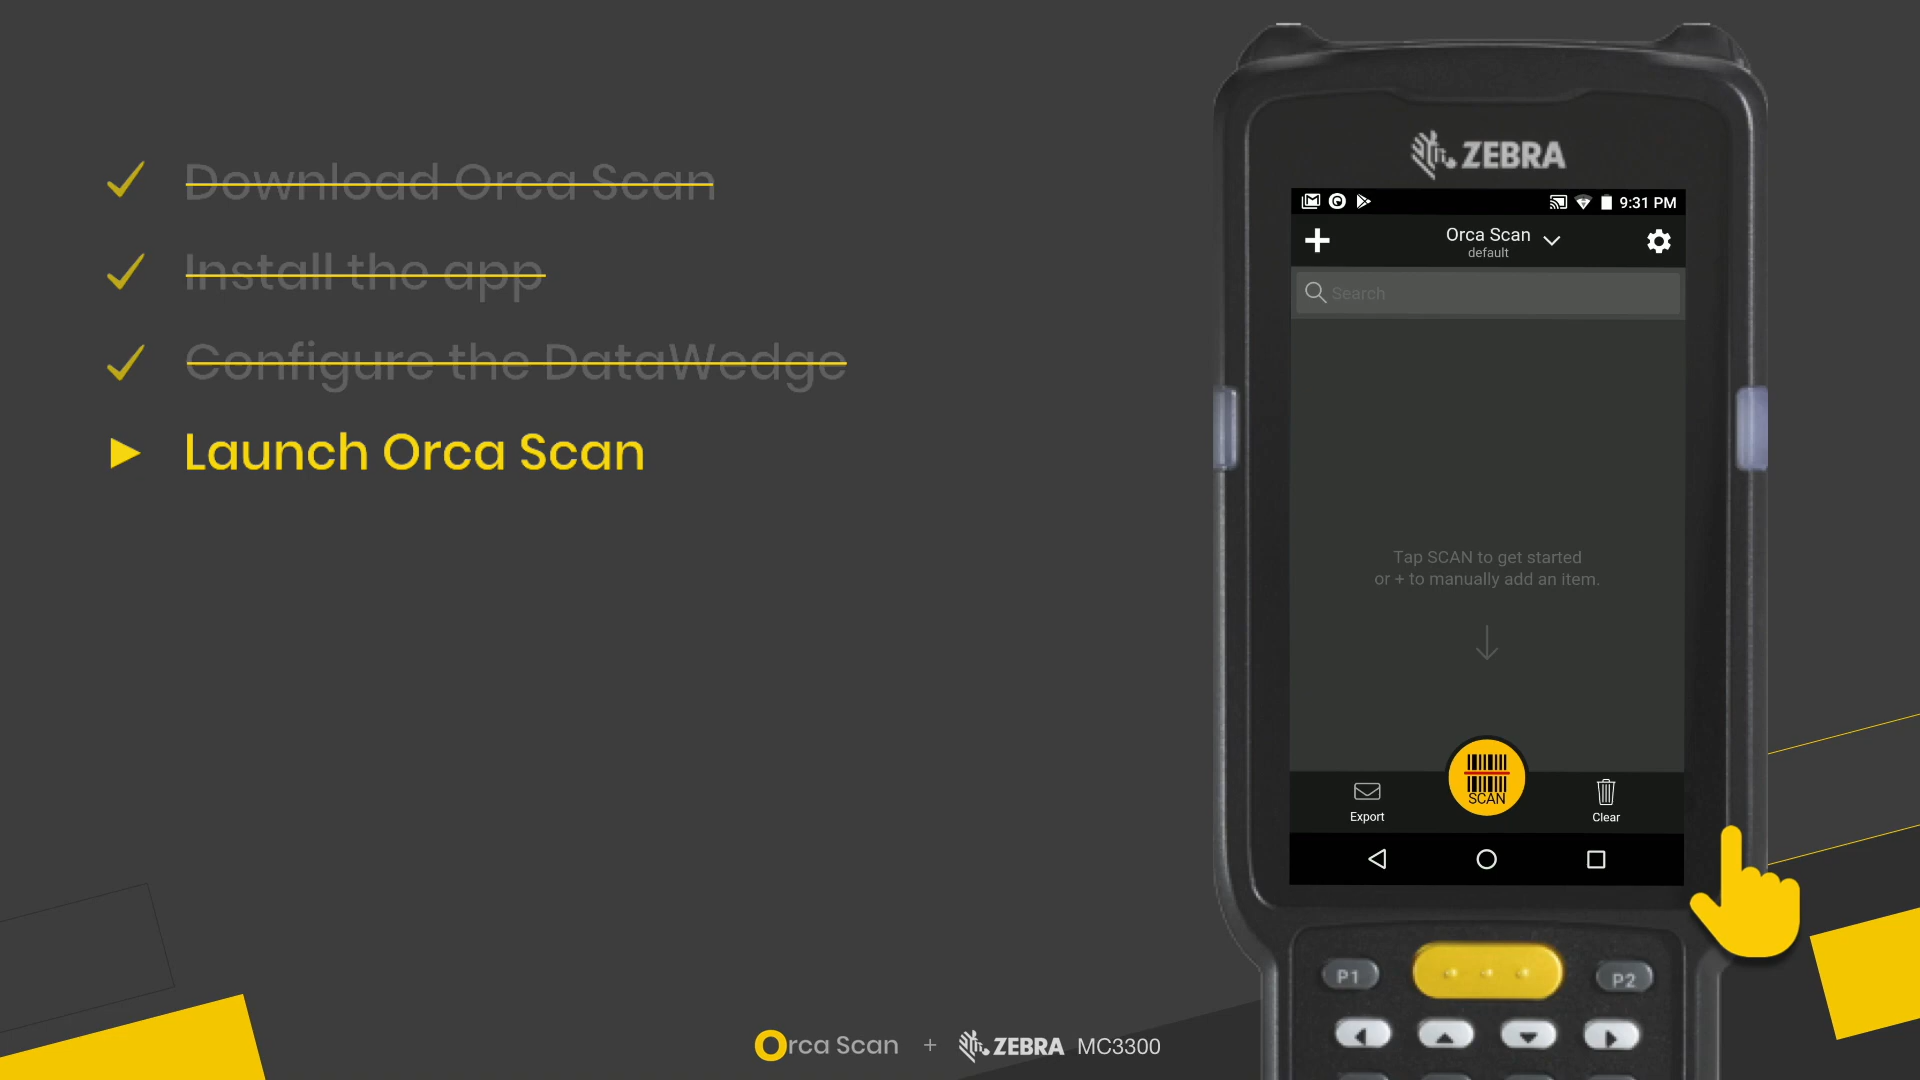 Download Orca Scan
Install the app
Configure the DataWedge
Launch Orca Scan
ZEBRA
9:31 PM
Orca Scan
default
Search
Tap SCAN to get started
or + to manually add an item.
SCAN
Export
Clear
P1
P2
Orca Scan + ZEBRA MC3300